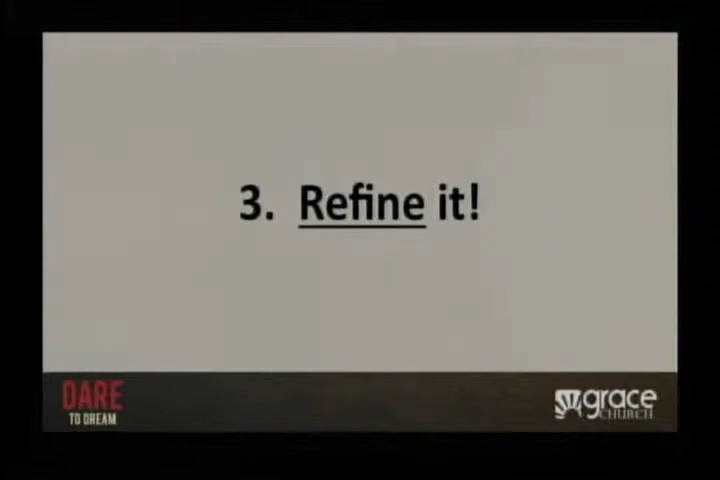 3. Refine it!
DARE
TO DREAM
grace
CHURCH